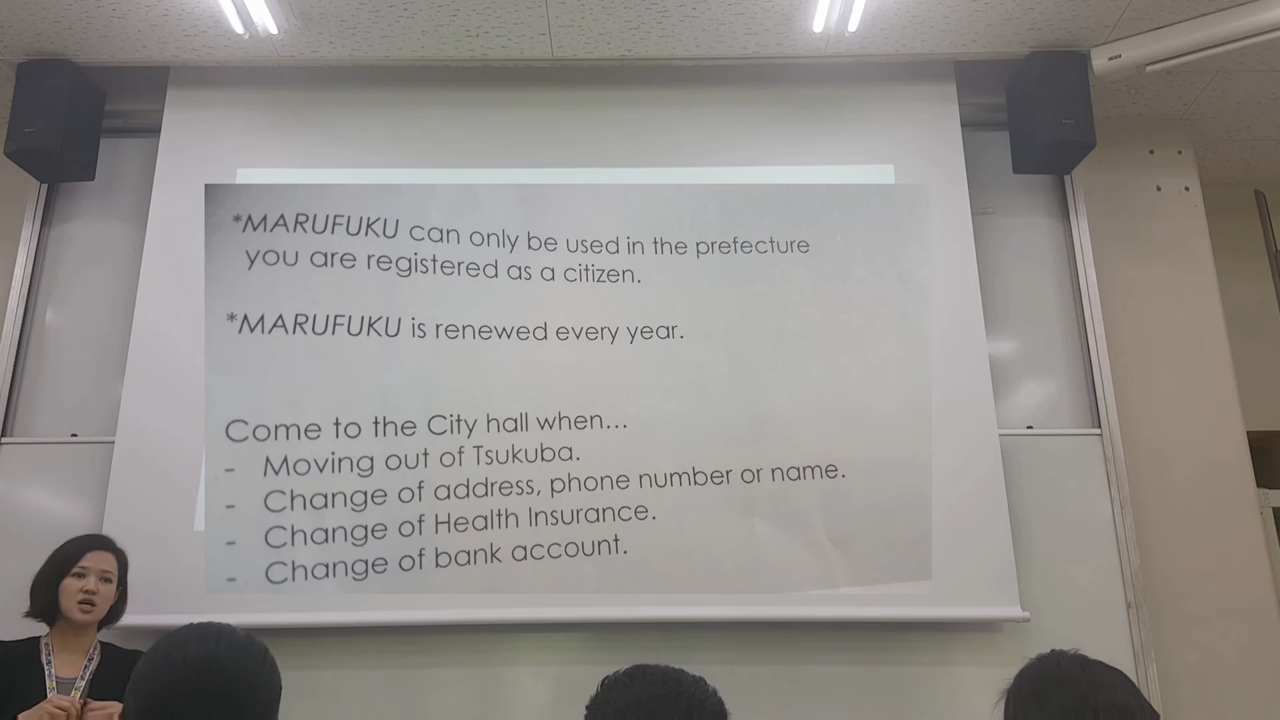 *MARUFUKU can only be used in the prefecture
you are registered as a citizen.
*MARUFUKU is renewed every year.
Come to the City hall when...
- Moving out of Tsukuba.
- Change of address, phone number or name.
- Change of Health Insurance.
- Change of bank account.